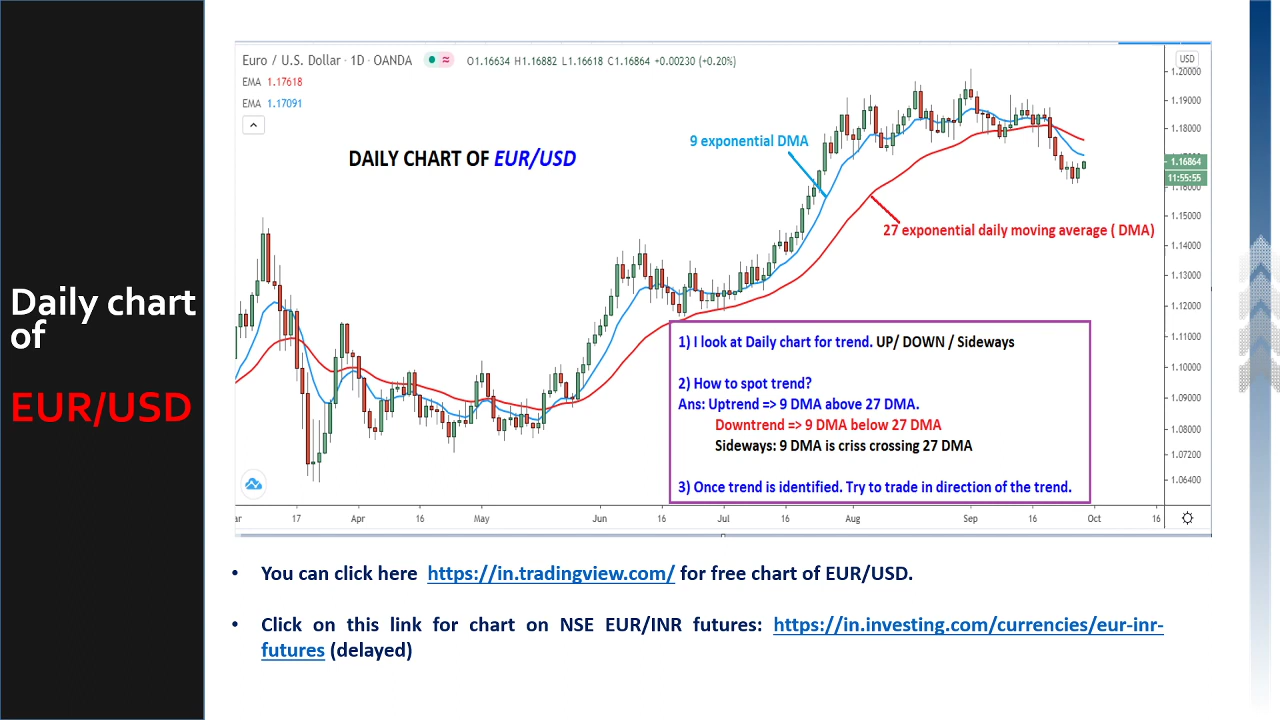 Daily chart
of
EUR/USD
Euro / U.S. Dollar · 1D · OANDA O1.16634 H1.16882 L1.16618 C1.16864 +0.00230 (+0.20%)
EMA 1.17618
EMA 1.17091
DAILY CHART OF EUR/USD
9 exponential DMA
27 exponential daily moving average ( DMA)
USD
1.20000
1.19000
1.18000
1.16864
11:55:55
1.16000
1.15000
1.14000
1.13000
1.12000
1.11000
1.10000
1.09000
1.08000
1.07200
1.06400
1) I look at Daily chart for trend. UP/ DOWN / Sideways
2) How to spot trend?
Ans: Uptrend => 9 DMA above 27 DMA.
Downtrend => 9 DMA below 27 DMA
Sideways: 9 DMA is criss crossing 27 DMA
3) Once trend is identified. Try to trade in direction of the trend.
ar 17 Apr 16 May Jun 16 Jul 16 Aug Sep 16 Oct 16
• You can click here https://in.tradingview.com/ for free chart of EUR/USD.
• Click on this link for chart on NSE EUR/INR futures: https://in.investing.com/currencies/eur-inr-
futures (delayed)